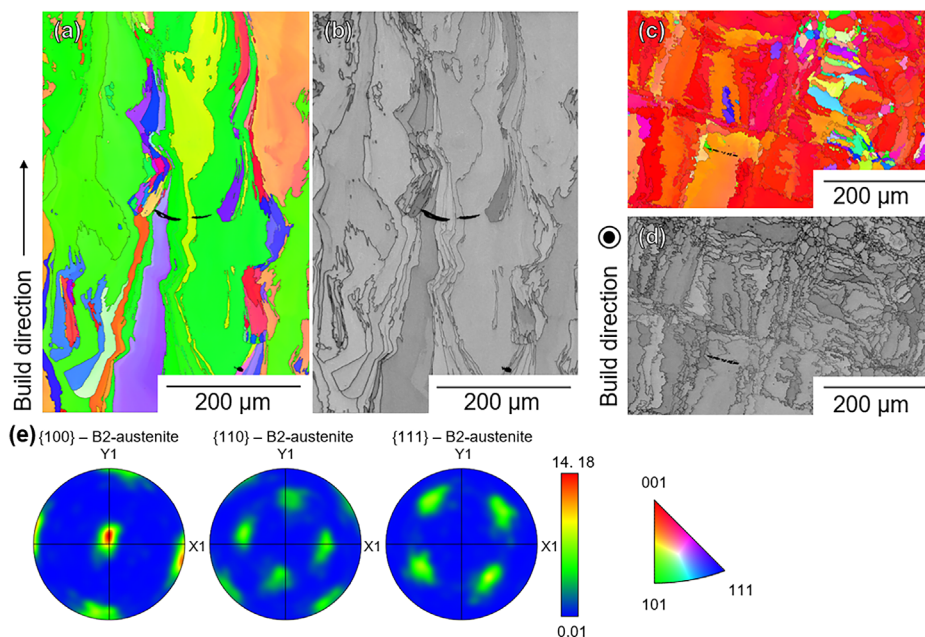 (a)
(b)
(c)
(d)
Build direction
200 µm
200 µm
200 µm
Build direction
200 µm
(e)
{100} – B2-austenite
{110} – B2-austenite
{111} – B2-austenite
Y1
Y1
Y1
X1
X1
X1
14. 18
0.01
001
101
111